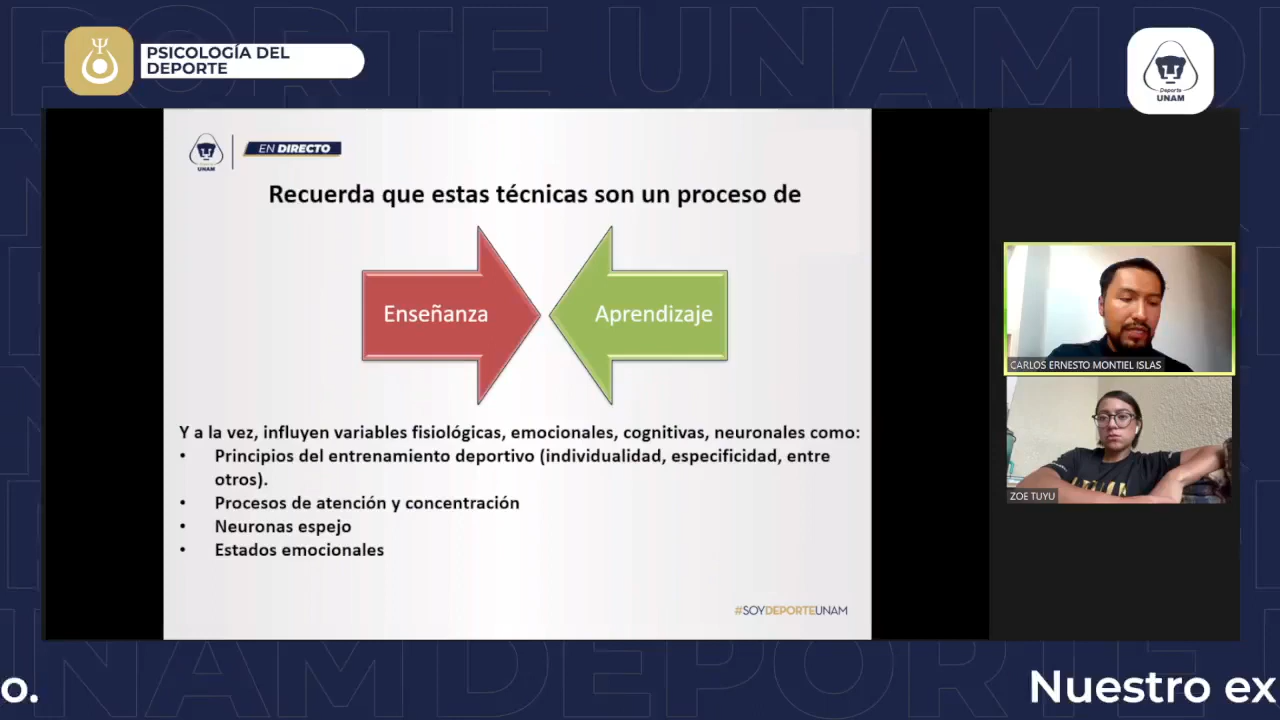 PSICOLOGÍA DEL
DEPORTE
Deporte
UNAM
UNAM
EN DIRECTO
Recuerda que estas técnicas son un proceso de
Enseñanza
Aprendizaje
Y a la vez, influyen variables fisiológicas, emocionales, cognitivas, neuronales como:
• Principios del entrenamiento deportivo (individualidad, especificidad, entre
otros).
• Procesos de atención y concentración
• Neuronas espejo
• Estados emocionales
#SOYDEPORTEUNAM
CARLOS ERNESTO MONTIEL ISLAS
ZOE TUYU
o.
Nuestro ex